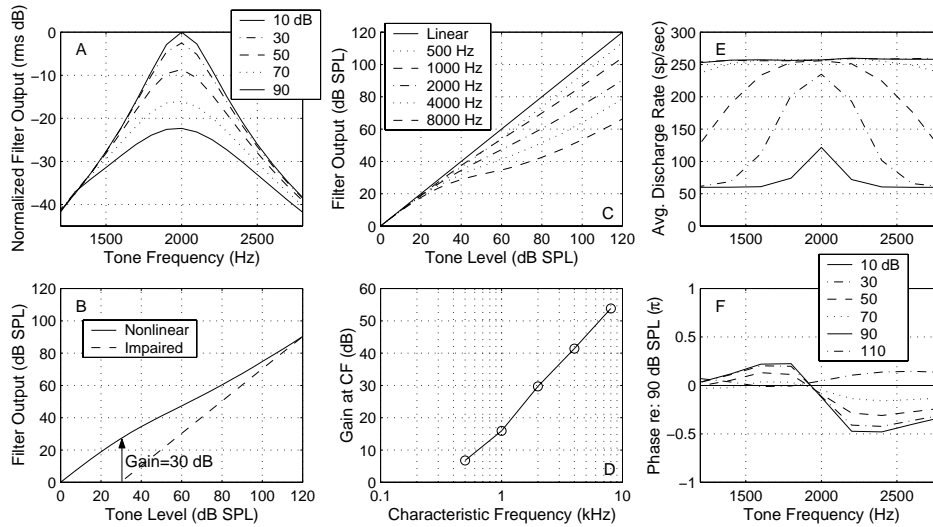 A
10 dB
30
50
70
90
Normalized Filter Output (rms dB)
0
−10
−20
−30
−40
1500
2000
2500
Tone Frequency (Hz)
Linear
500 Hz
1000 Hz
2000 Hz
4000 Hz
8000 Hz
C
Filter Output (dB SPL)
120
100
80
60
40
20
0
0
20
40
60
80
100
120
Tone Level (dB SPL)
E
Avg. Discharge Rate (sp/sec)
300
250
200
150
100
50
0
1500
2000
2500
Tone Frequency (Hz)
B
Nonlinear
Impaired
Gain=30 dB
Filter Output (dB SPL)
120
100
80
60
40
20
0
0
20
40
60
80
100
120
Tone Level (dB SPL)
D
Gain at CF (dB)
60
50
40
30
20
10
0
0.1
1
10
Characteristic Frequency (kHz)
F
10 dB
30
50
70
90
110
Phase re: 90 dB SPL (π)
1
0.5
0
−0.5
−1
1500
2000
2500
Tone Frequency (Hz)